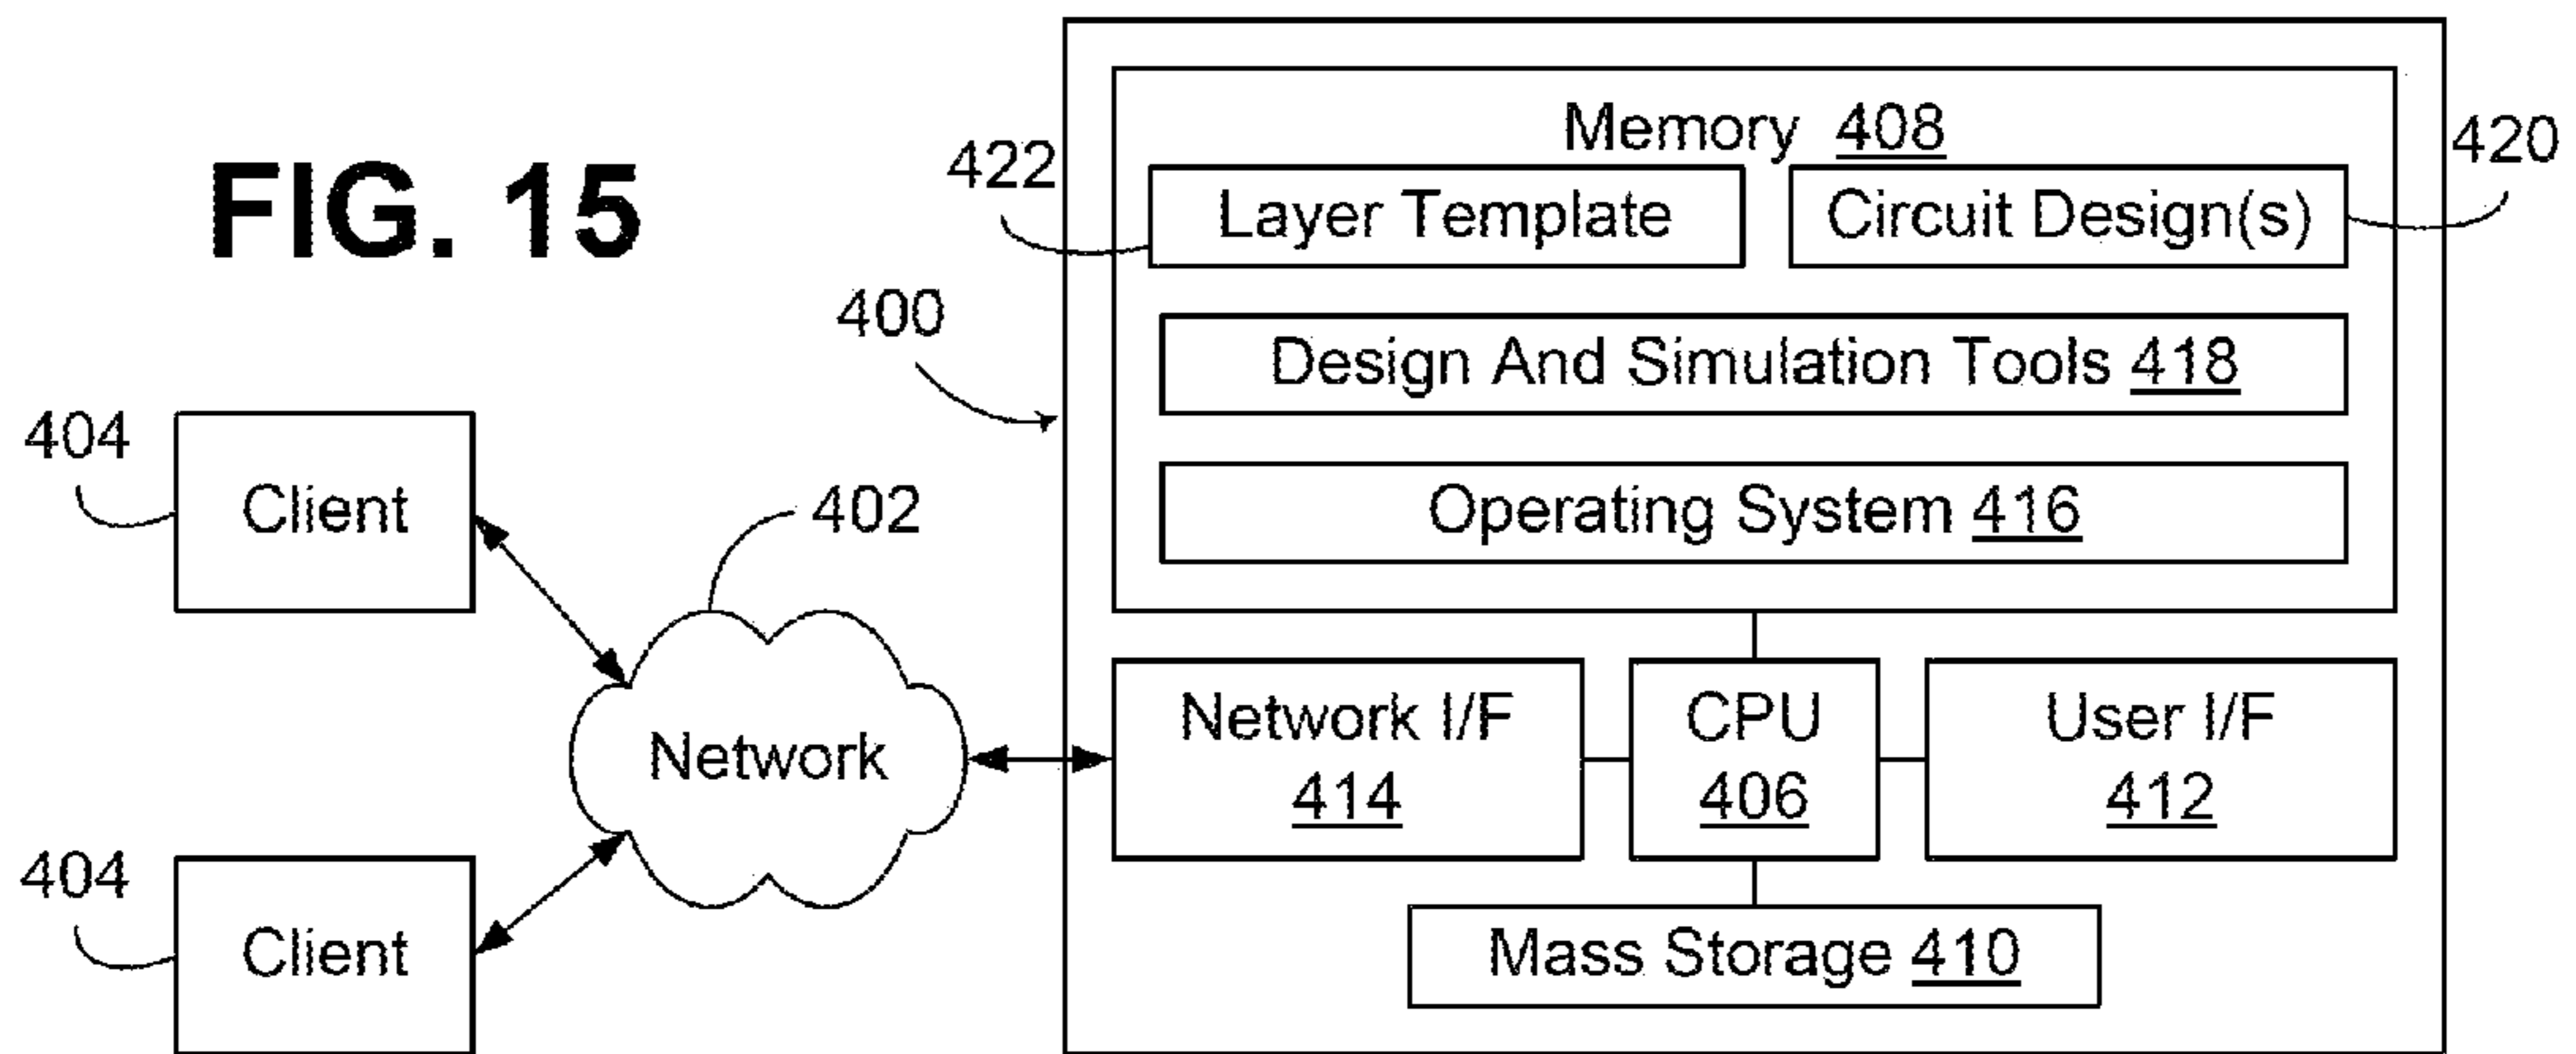 FIG. 15
Memory 408
422
420
Layer Template
Circuit Design(s)
400
Design And Simulation Tools 418
404
Client
402
Operating System 416
Network
Network I/F
414
CPU
406
User I/F
412
404
Client
Mass Storage 410